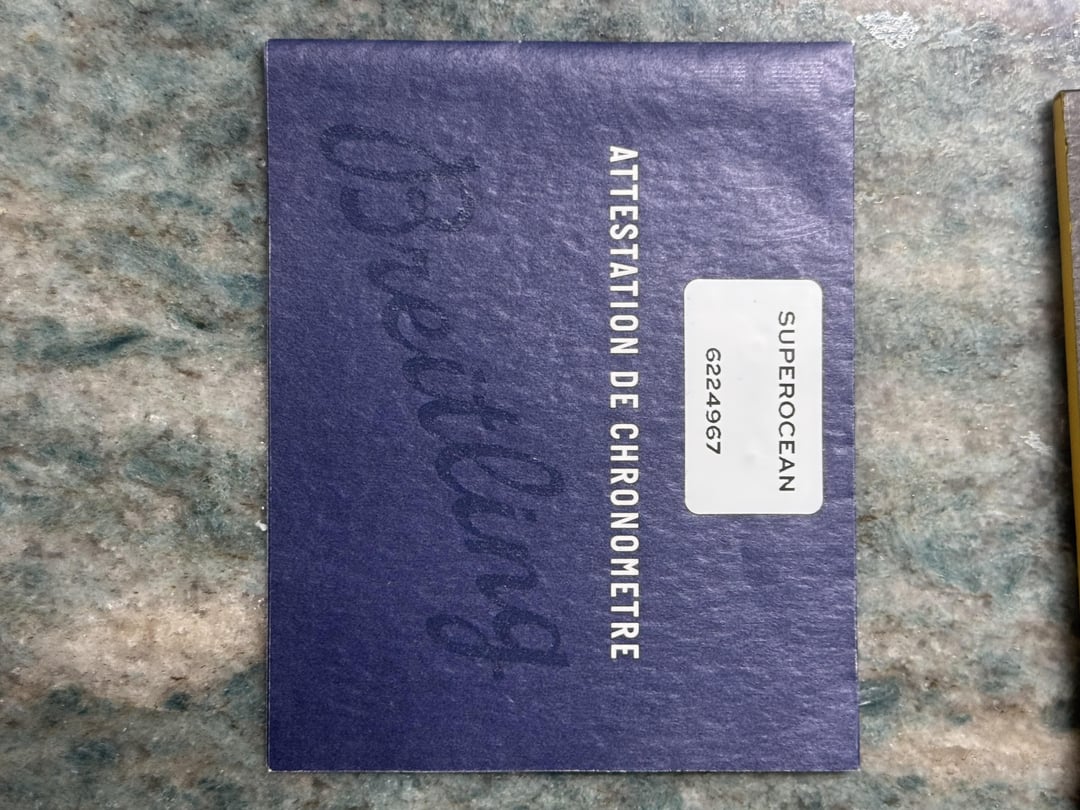 SUPEROCEAN
6224967
ATTESTATION DE CHRONOMETRE
Breitling